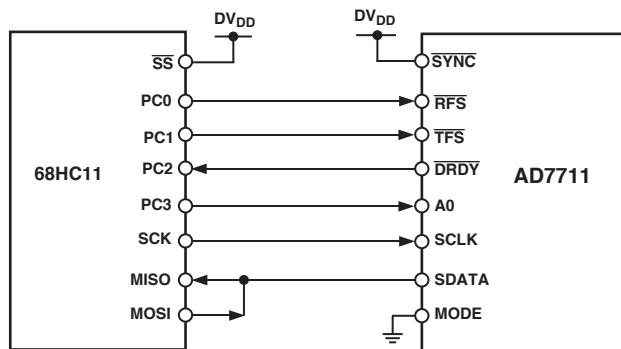 DVDD DVDD
SS SYNC
PC0 RFS
PC1 TFS
68HC11 PC2 DRDY AD7711
PC3 A0
SCK SCLK
MISO SDATA
MOSI MODE